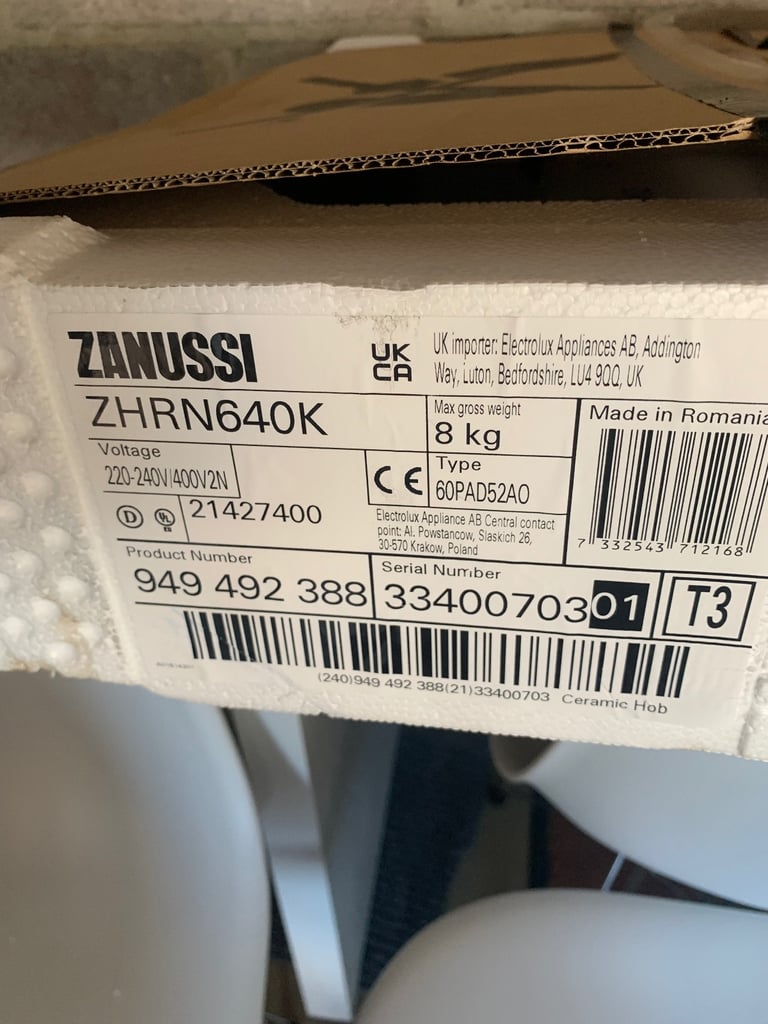 ZANUSSI
UK
CA
UK importer: Electrolux Appliances AB, Addington
Way, Luton, Bedfordshire, LU4 9QQ, UK
ZHRN640K
Max gross weight
8 kg
Made in Romania
Voltage
220-240V/400V2N
CE
Type
60PAD52AO
D
21427400
Electrolux Appliance AB Central contact
point: Al. Powstancow, Slaskich 26,
30-570 Krakow, Poland
7 332543 712168
Product Number
949 492 388
Serial Number
33400703
01
T3
(240)949 492 388(21)33400703 Ceramic Hob